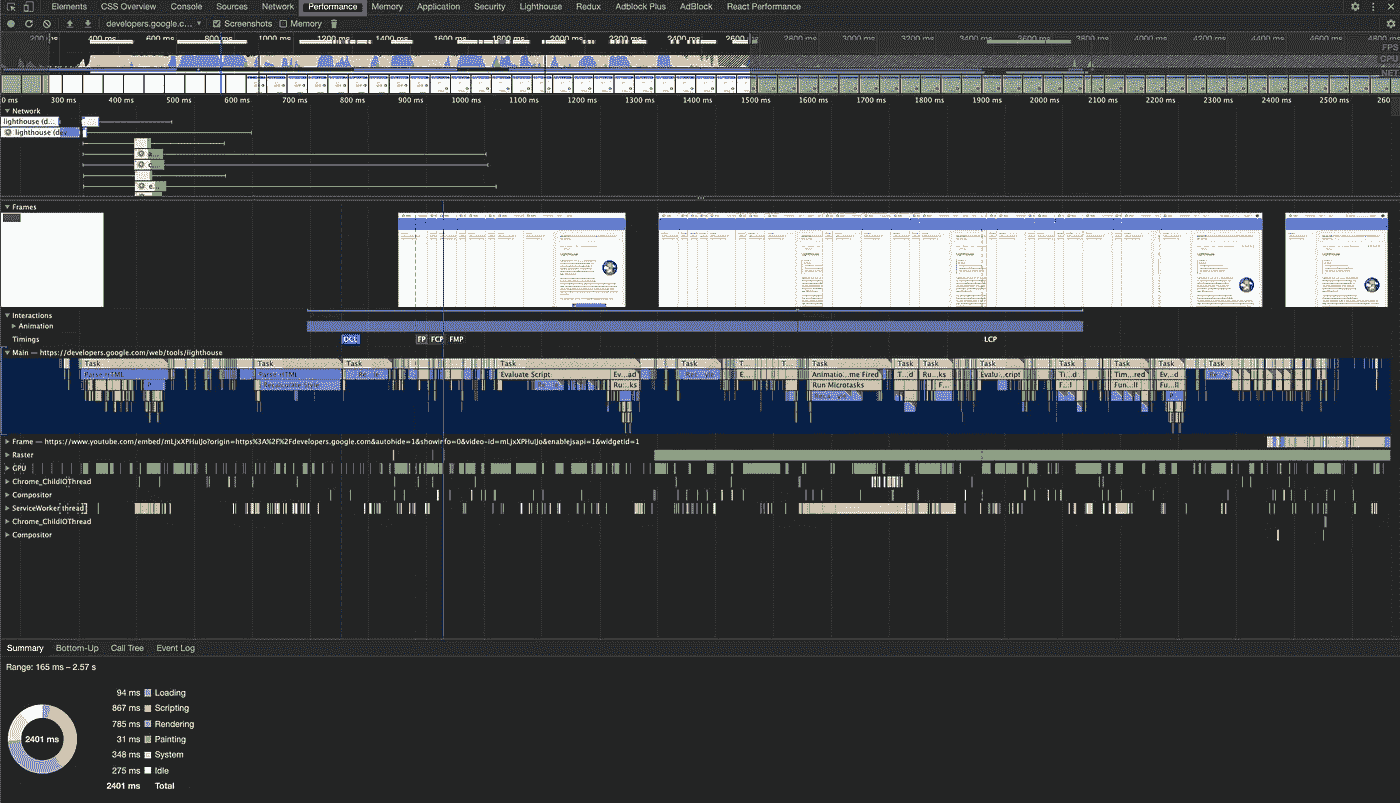 Elements CSS Overview Console Sources Network Performance Memory Application Security Lighthouse Redux Adblock Plus AdBlock React Performance
developers.google.c... Screenshots Memory
400 ms 600 ms 800 ms 1000 ms 1200 ms 1400 ms 1600 ms 1800 ms 2000 ms 2200 ms 2400 ms 2800 ms 3000 ms 3200 ms 3400 ms 3600 ms 3800 ms 4000 ms 4200 ms 4400 ms 4600 ms
FPS
CPU
NET
0 ms 300 ms 400 ms 500 ms 600 ms 700 ms 800 ms 900 ms 1000 ms 1100 ms 1200 ms 1300 ms 1400 ms 1500 ms 1600 ms 1700 ms 1800 ms 1900 ms 2000 ms 2100 ms 2200 ms 2300 ms 2400 ms 2500 ms 260
Network
lighthouse (d...
lighthouse (de...
Frames
Interactions
Animation
Timings DCL FP FCP FMP LCP
Main — https://developers.google.com/web/tools/lighthouse
Task Task Task Task Task T... T... Task Task Task Task Task Task Task
Parse HTML Parse HTML Evaluate Script Ev...ad E... Animatio...me Fired T...d Ru...ks Evalu...cript Ti...d Tim...red Ev...d
Run Microtasks Ru...ks F... F...l Fun...ll Fu...ll
Frame — https://www.youtube.com/embed/mLjxXPHuIJo?origin=https%3A%2F%2Fdevelopers.google.com&autohide=1&showinfo=0&video-id=mLjxXPHuIJo&enablejsapi=1&widgetid=1
Raster
GPU
Chrome_ChildIOThread
Compositor
ServiceWorker thread
Chrome_ChildIOThread
Compositor
Summary Bottom-Up Call Tree Event Log
Range: 165 ms – 2.57 s
94 ms Loading
867 ms Scripting
785 ms Rendering
2401 ms
31 ms Painting
348 ms System
275 ms Idle
2401 ms Total